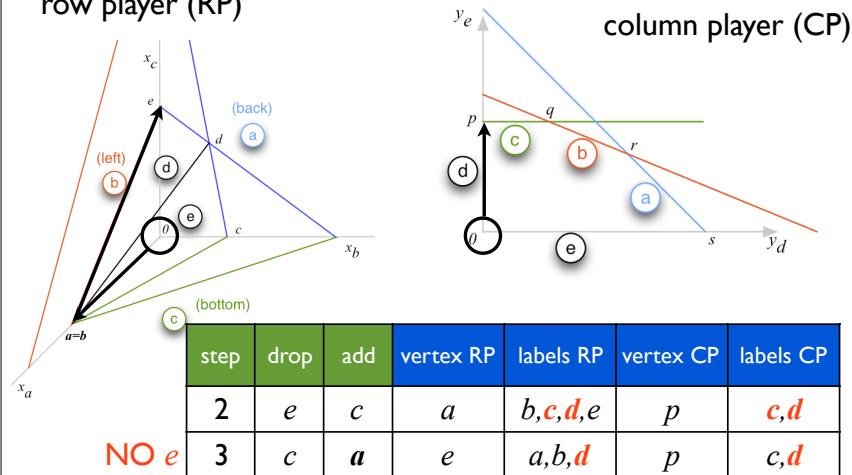 row player (RP)
column player (CP)
x_c
e
(back)
a
d
(left)
b
d
e
0
c
x_b
(bottom)
c
a=b
x_a
y_e
p
q
c
b
r
d
a
0
e
s
y_d
step drop add vertex RP labels RP vertex CP labels CP
2 e c a b,c,d,e p c,d
NO e 3 c a e a,b,d p c,d